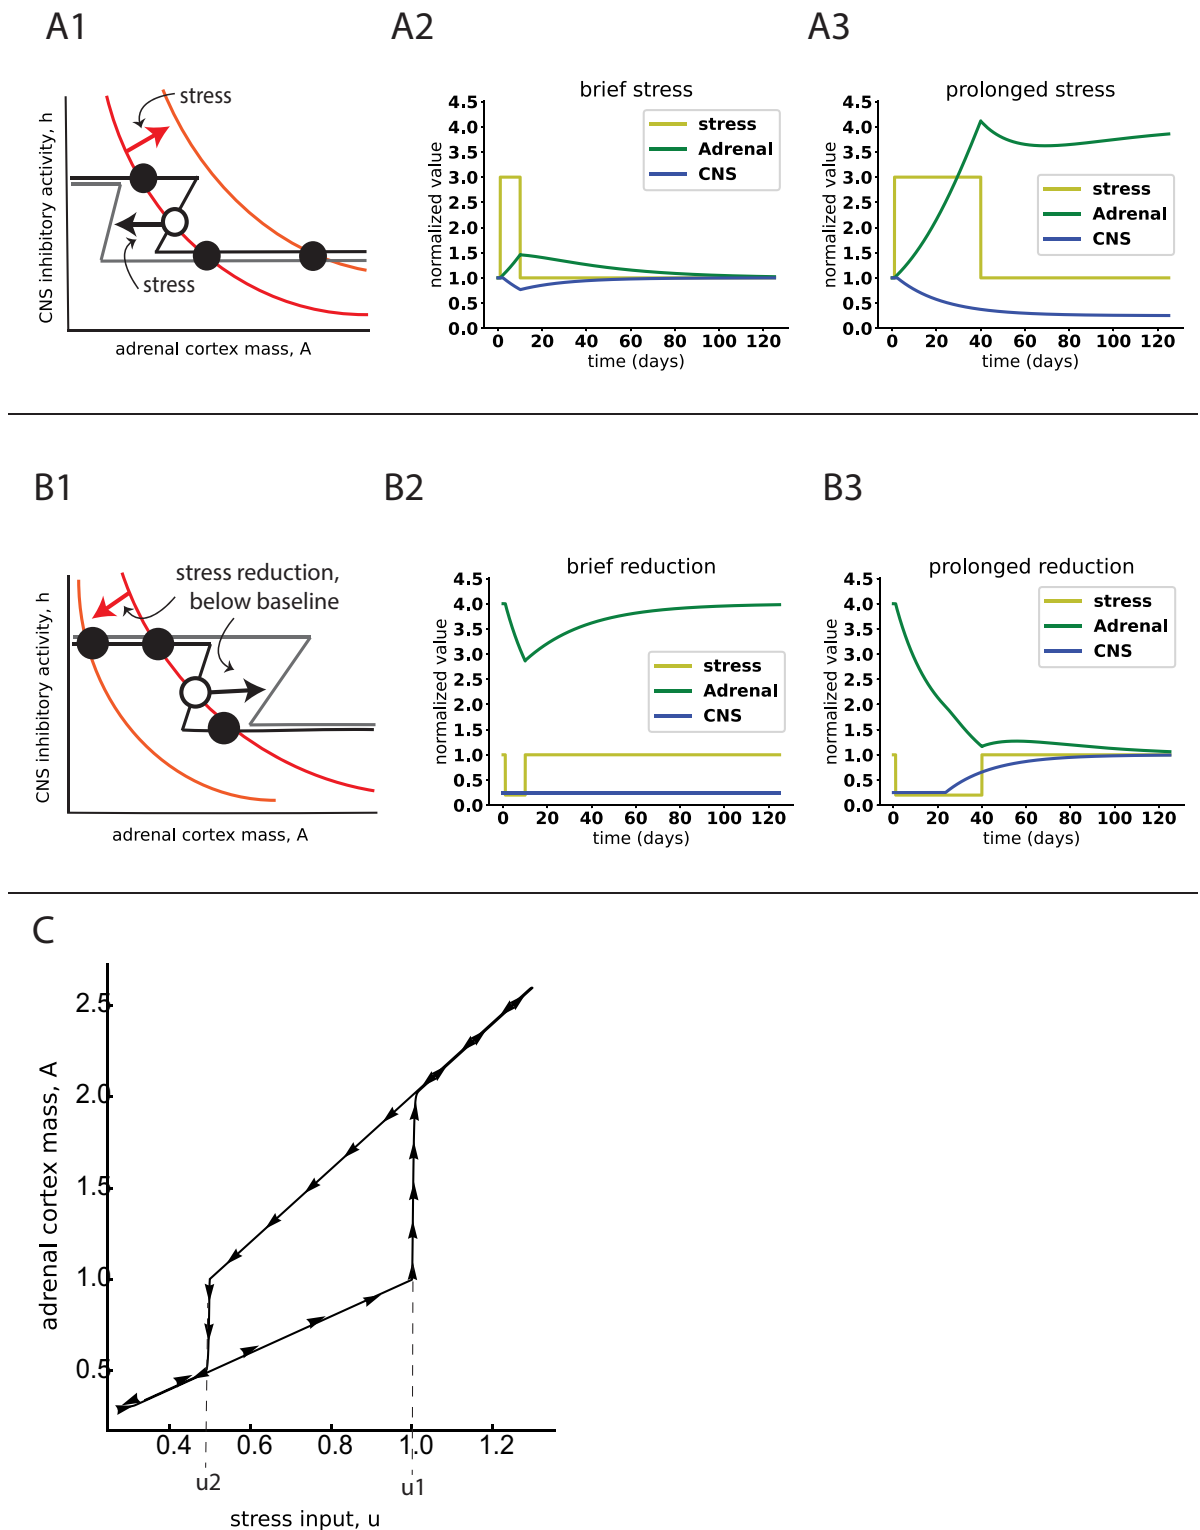 A1
A2
A3
stress
stress
CNS inhibitory activity, h
adrenal cortex mass, A
brief stress
normalized value
4.5
4.0
3.5
3.0
2.5
2.0
1.5
1.0
0.5
0.0
0 20 40 60 80 100 120
time (days)
stress
Adrenal
CNS
prolonged stress
normalized value
4.5
4.0
3.5
3.0
2.5
2.0
1.5
1.0
0.5
0.0
0 20 40 60 80 100 120
time (days)
stress
Adrenal
CNS
B1
B2
B3
stress reduction,
below baseline
CNS inhibitory activity, h
adrenal cortex mass, A
brief reduction
normalized value
4.5
4.0
3.5
3.0
2.5
2.0
1.5
1.0
0.5
0.0
0 20 40 60 80 100 120
time (days)
stress
Adrenal
CNS
prolonged reduction
normalized value
4.5
4.0
3.5
3.0
2.5
2.0
1.5
1.0
0.5
0.0
0 20 40 60 80 100 120
time (days)
stress
Adrenal
CNS
C
adrenal cortex mass, A
2.5
2.0
1.5
1.0
0.5
0.4 0.6 0.8 1.0 1.2
u2 u1
stress input, u